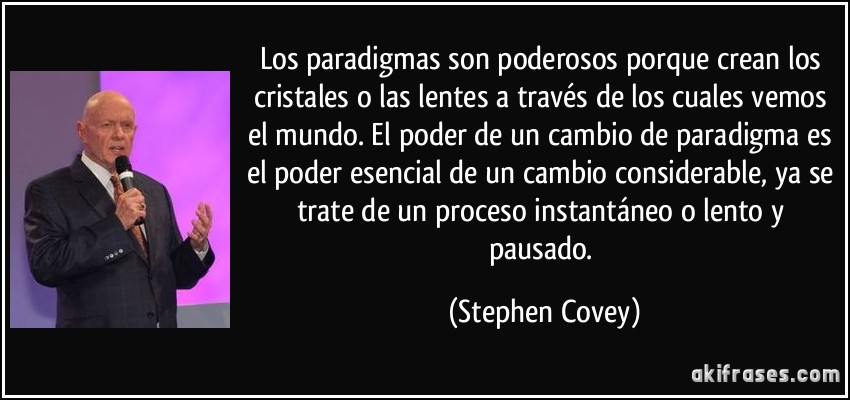 Los paradigmas son poderosos porque crean los
cristales o las lentes a través de los cuales vemos
el mundo. El poder de un cambio de paradigma es
el poder esencial de un cambio considerable, ya se
trate de un proceso instantáneo o lento y
pausado.
(Stephen Covey)
akifrases.com